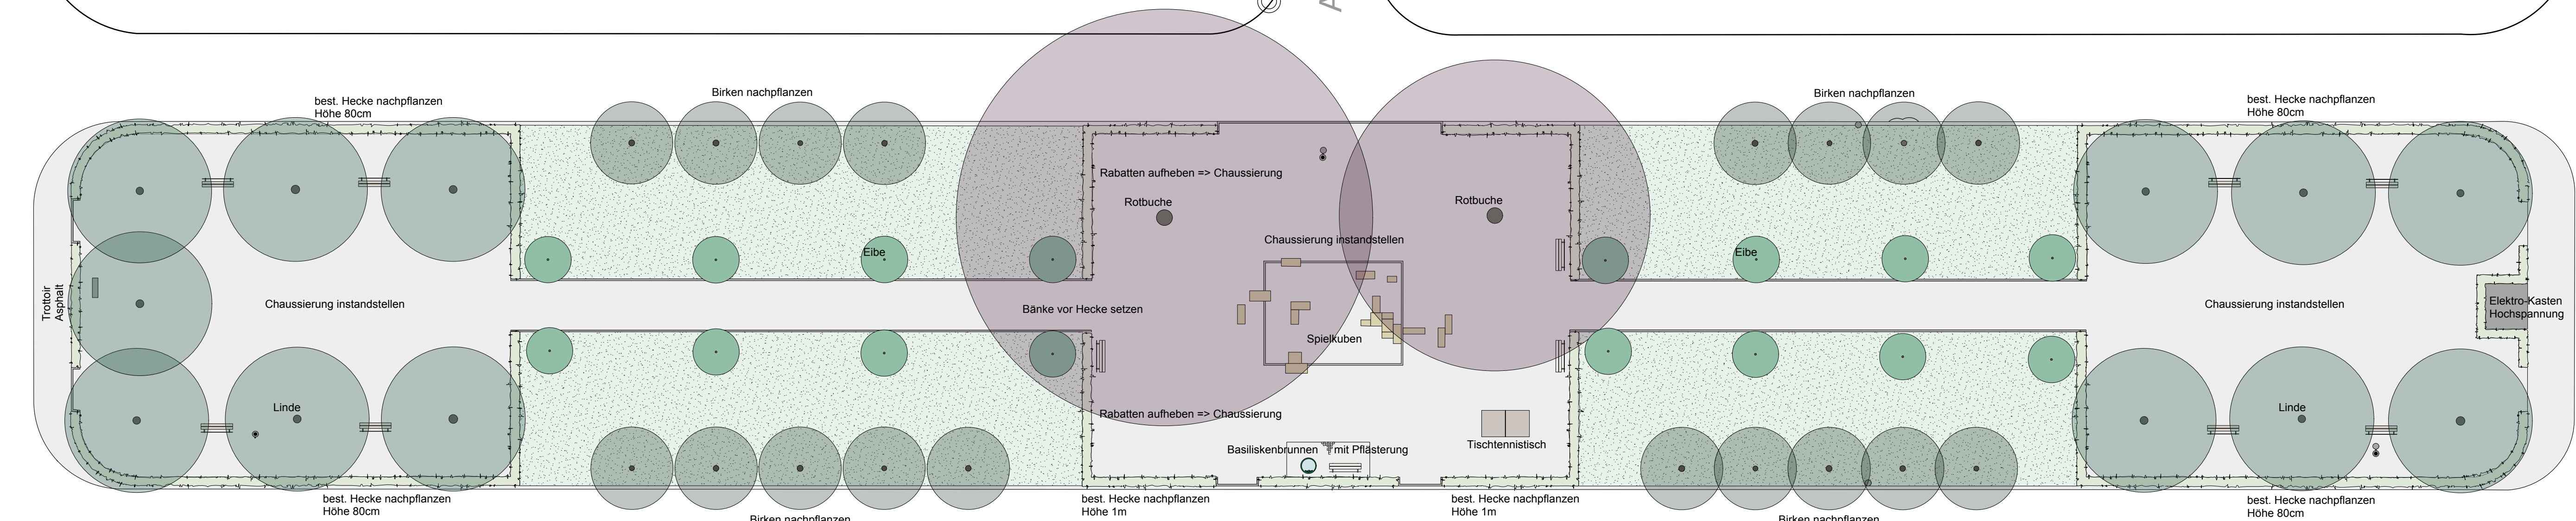 A
Birken nachpflanzen
Birken nachpflanzen
best. Hecke nachpflanzen
Höhe 80cm
best. Hecke nachpflanzen
Höhe 80cm
Rabatten aufheben => Chaussierung
Rotbuche
Rotbuche
Chaussierung instandstellen
Eibe
Eibe
Trottoir
Asphalt
Chaussierung instandstellen
Bänke vor Hecke setzen
Chaussierung instandstellen
Elektro-Kasten
Hochspannung
Spielkuben
Linde
Linde
Rabatten aufheben => Chaussierung
Tischtennistisch
Basiliskenbrunnen mit Pflästerung
best. Hecke nachpflanzen
Höhe 80cm
best. Hecke nachpflanzen
Höhe 1m
best. Hecke nachpflanzen
Höhe 1m
best. Hecke nachpflanzen
Höhe 80cm
Birken nachpflanzen
Birken nachpflanzen